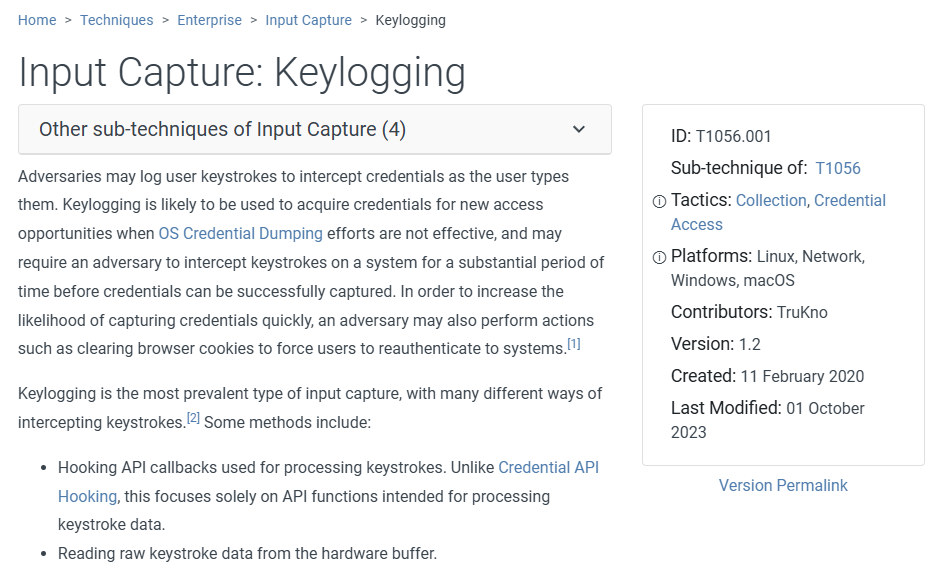 Home > Techniques > Enterprise > Input Capture > Keylogging
Input Capture: Keylogging
Other sub-techniques of Input Capture (4)
Adversaries may log user keystrokes to intercept credentials as the user types
them. Keylogging is likely to be used to acquire credentials for new access
opportunities when OS Credential Dumping efforts are not effective, and may
require an adversary to intercept keystrokes on a system for a substantial period of
time before credentials can be successfully captured. In order to increase the
likelihood of capturing credentials quickly, an adversary may also perform actions
such as clearing browser cookies to force users to reauthenticate to systems.[1]
Keylogging is the most prevalent type of input capture, with many different ways of
intercepting keystrokes.[2] Some methods include:
• Hooking API callbacks used for processing keystrokes. Unlike Credential API
Hooking, this focuses solely on API functions intended for processing
keystroke data.
• Reading raw keystroke data from the hardware buffer.
ID: T1056.001
Sub-technique of: T1056
ⓘ Tactics: Collection, Credential
Access
ⓘ Platforms: Linux, Network,
Windows, macOS
Contributors: TruKno
Version: 1.2
Created: 11 February 2020
Last Modified: 01 October
2023
Version Permalink